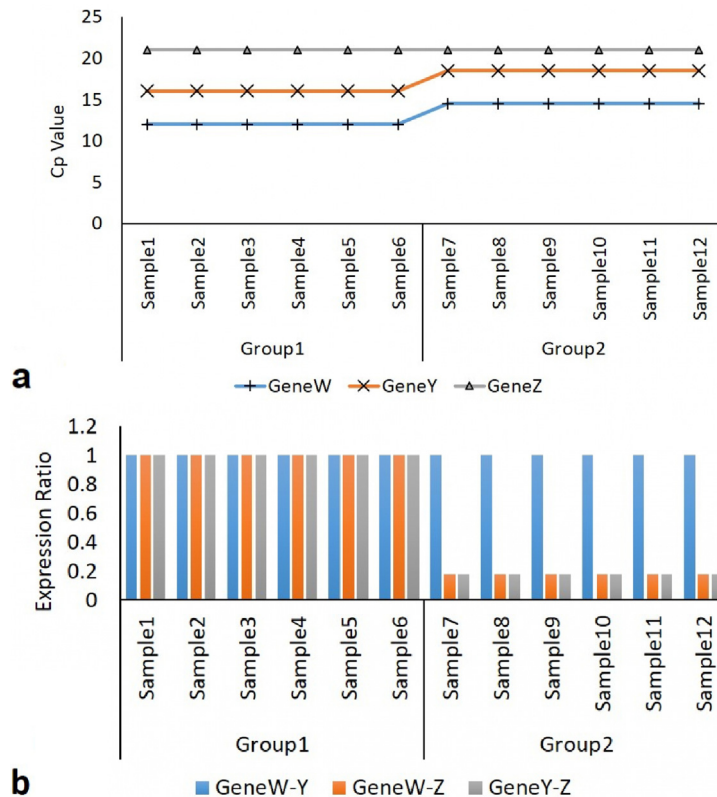 25
20
15
10
5
0
Cp Value
Sample1 Sample2 Sample3 Sample4 Sample5 Sample6 Sample7 Sample8 Sample9 Sample10 Sample11 Sample12
Group1 Group2
a
GeneW GeneY GeneZ
1.2
1
0.8
0.6
0.4
0.2
0
Expression Ratio
Sample1 Sample2 Sample3 Sample4 Sample5 Sample6 Sample7 Sample8 Sample9 Sample10 Sample11 Sample12
Group1 Group2
b
GeneW-Y GeneW-Z GeneY-Z